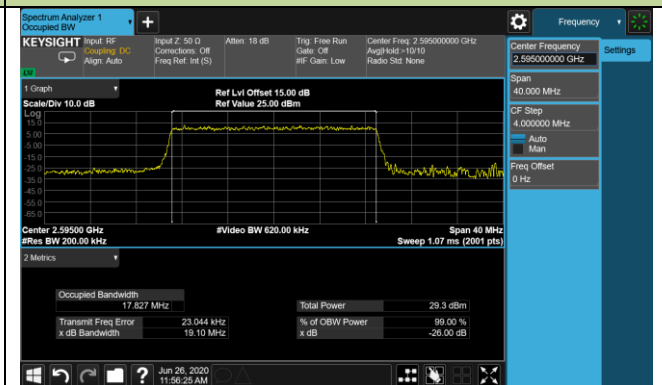 Spectrum Analyzer 1
Occupied BW
+
Frequency
KEYSIGHT
Input: RF
Coupling: DC
Align: Auto
Input Z: 50 Ω
Corrections: Off
Freq Ref: Int (S)
Atten: 18 dB
Trig: Free Run
Gate: Off
#IF Gain: Low
Center Freq: 2.595000000 GHz
Avg|Hold:>10/10
Radio Std: None
Center Frequency
2.595000000 GHz
Settings
Span
40.000 MHz
CF Step
4.000000 MHz
Auto
Man
Freq Offset
0 Hz
1 Graph
Scale/Div 10.0 dB
Ref Lvl Offset 15.00 dB
Ref Value 25.00 dBm
Log
15.0
5.00
-5.00
-15.0
-25.0
-35.0
-45.0
-55.0
-65.0
Center 2.59500 GHz
#Res BW 200.00 kHz
#Video BW 620.00 kHz
Span 40 MHz
Sweep 1.07 ms (2001 pts)
2 Metrics
Occupied Bandwidth
17.827 MHz
Total Power 29.3 dBm
Transmit Freq Error 23.044 kHz
% of OBW Power 99.00 %
x dB Bandwidth 19.10 MHz
x dB -26.00 dB
?
Jun 26, 2020
11:56:25 AM